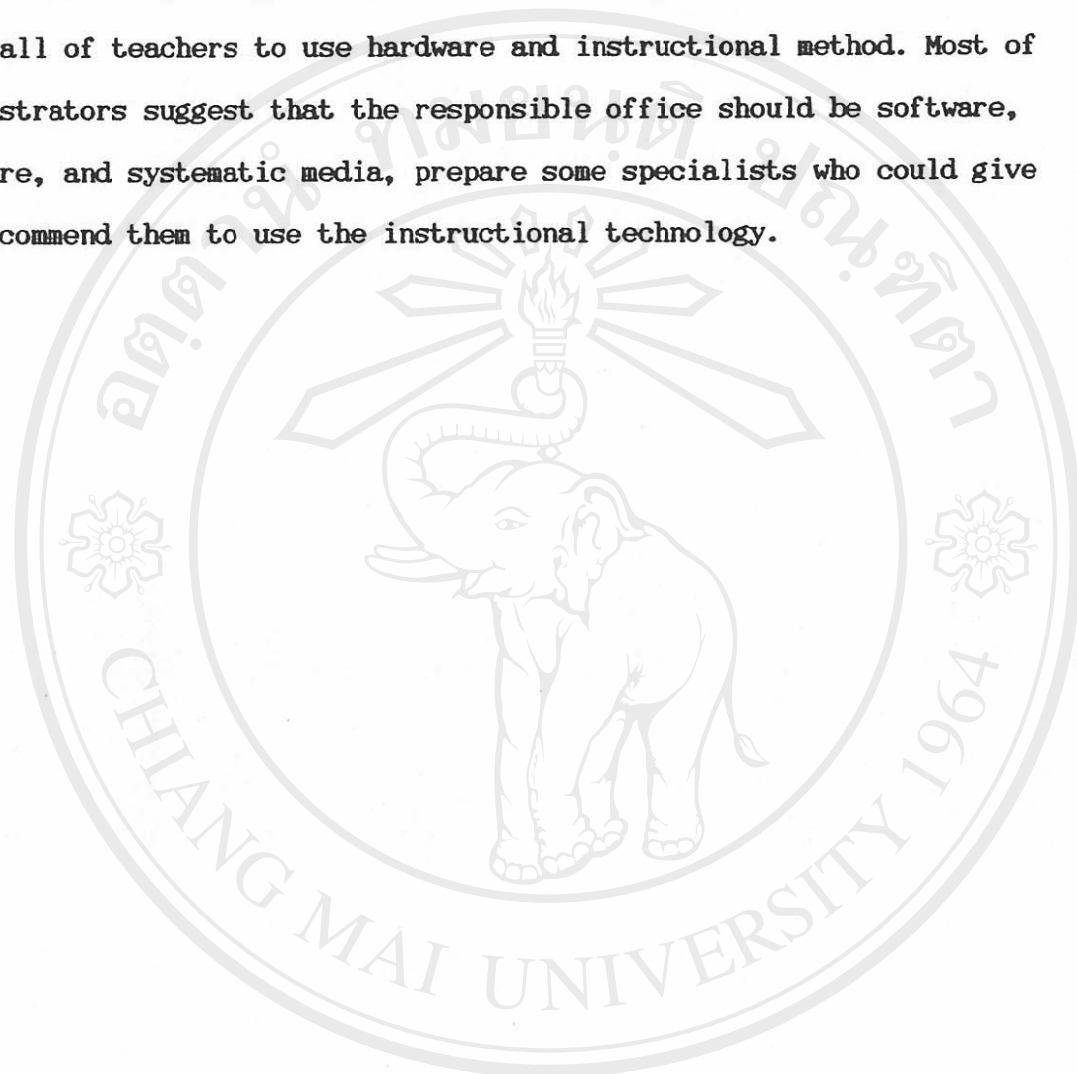 all of teachers to use hardware and instructional method. Most of
strators suggest that the responsible office should be software,
re, and systematic media, prepare some specialists who could give
commend them to use the instructional technology.
CHIANG MAI UNIVERSITY 1964